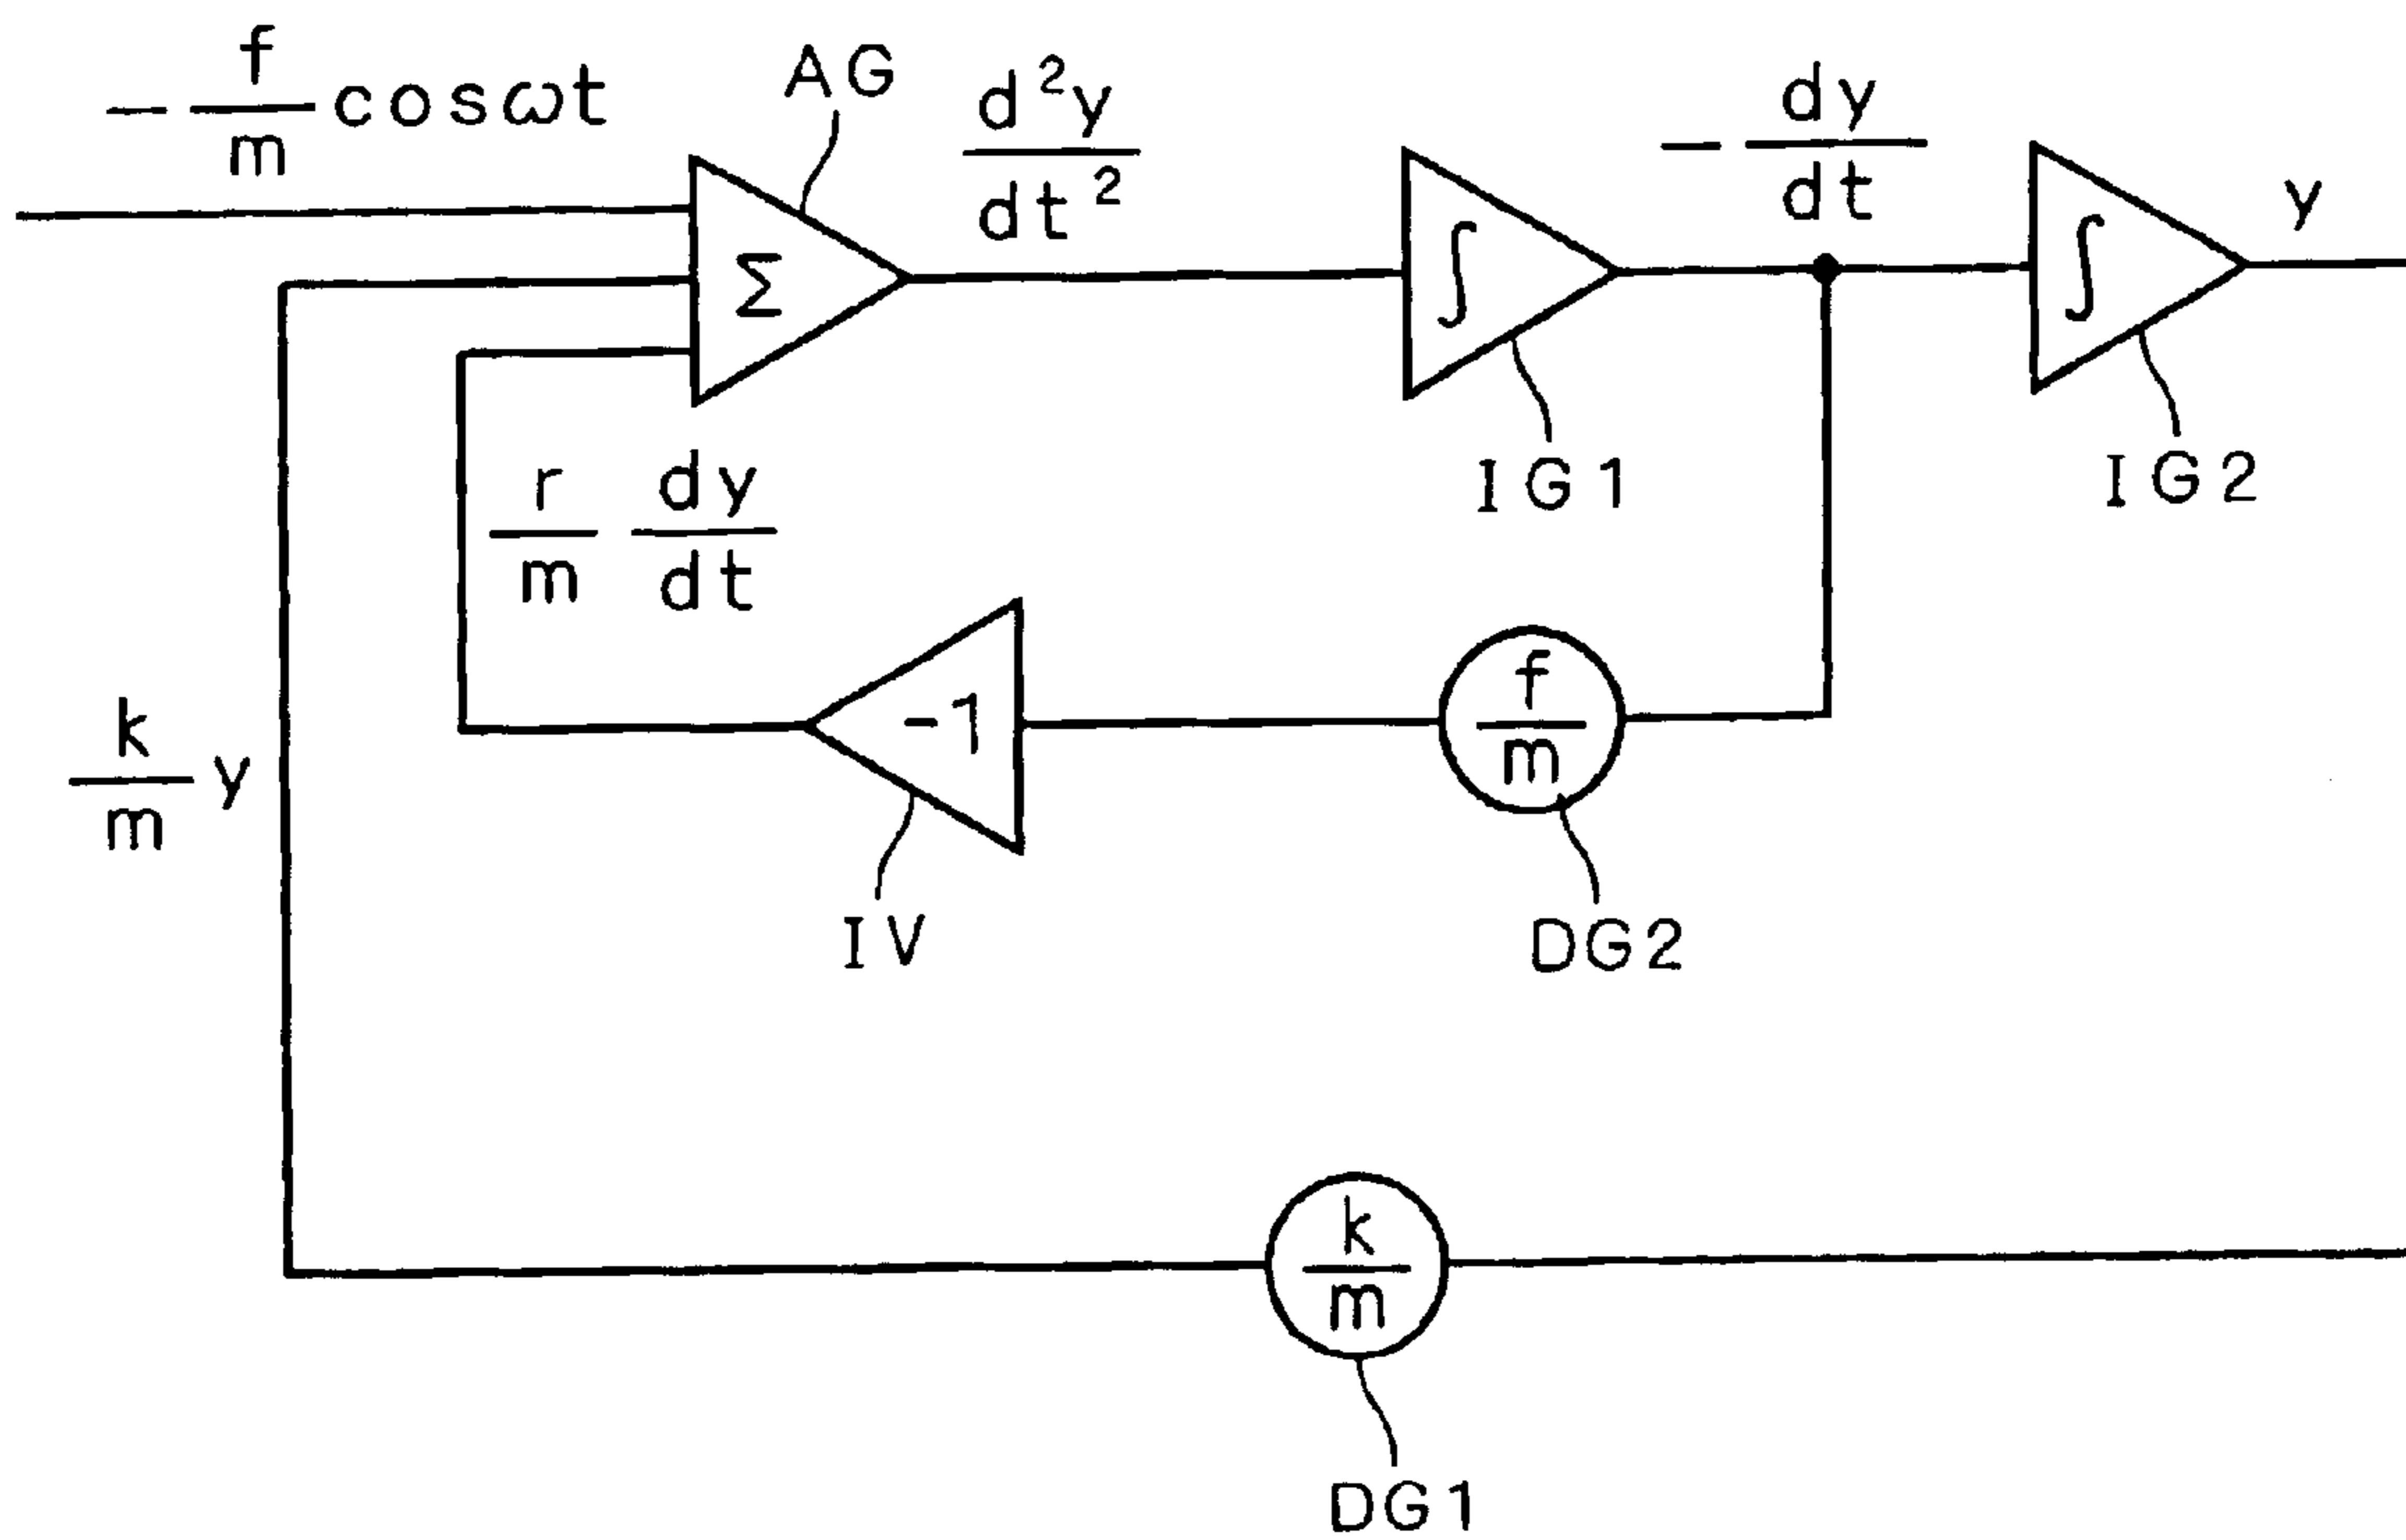 - f/m cosωt
AG
d²y/dt²
- dy/dt
y
Σ
∫
∫
IG1
IG2
r/m dy/dt
k/m y
-1
f/m
IV
DG2
k/m
DG1